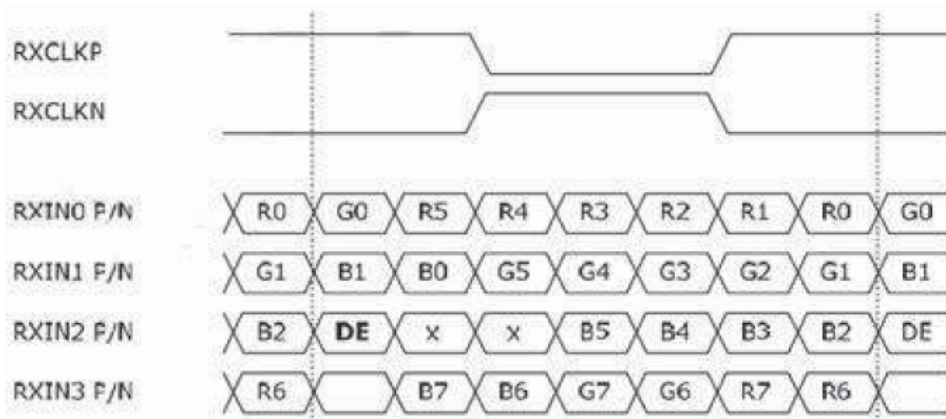 RXCLKP
RXCLKN
RXIN0 P/N R0 G0 R5 R4 R3 R2 R1 R0 G0
RXIN1 P/N G1 B1 B0 G5 G4 G3 G2 G1 B1
RXIN2 P/N B2 DE x x B5 B4 B3 B2 DE
RXIN3 P/N R6 B7 B6 G7 G6 R7 R6